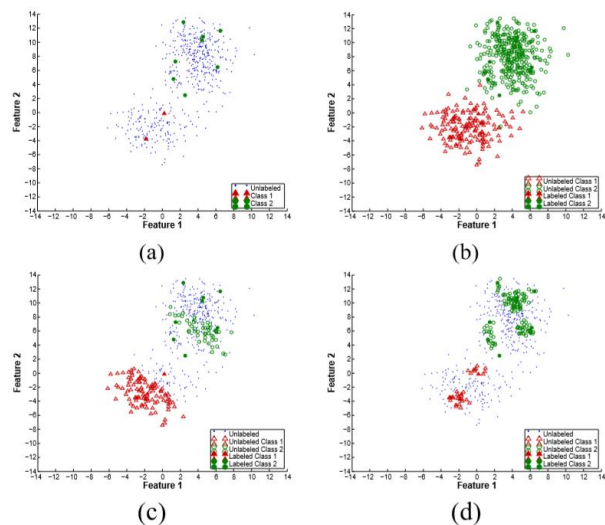 14
12
10
8
6
4
2
0
−2
−4
−6
−8
−10
−12
−14
Feature 2
Unlabeled
Class 1
Class 2
−14 −12 −10 −8 −6 −4 −2 0 2 4 6 8 10 12 14
Feature 1
(a)
14
12
10
8
6
4
2
0
−2
−4
−6
−8
−10
−12
−14
Feature 2
Unlabeled Class 1
Unlabeled Class 2
Labeled Class 1
Labeled Class 2
−14 −12 −10 −8 −6 −4 −2 0 2 4 6 8 10 12 14
Feature 1
(b)
14
12
10
8
6
4
2
0
−2
−4
−6
−8
−10
−12
−14
Feature 2
Unlabeled
Unlabeled Class 1
Unlabeled Class 2
Labeled Class 1
Labeled Class 2
−14 −12 −10 −8 −6 −4 −2 0 2 4 6 8 10 12 14
Feature 1
(c)
14
12
10
8
6
4
2
0
−2
−4
−6
−8
−10
−12
−14
Feature 2
Unlabeled
Unlabeled Class 1
Unlabeled Class 2
Labeled Class 1
Labeled Class 2
−14 −12 −10 −8 −6 −4 −2 0 2 4 6 8 10 12 14
Feature 1
(d)